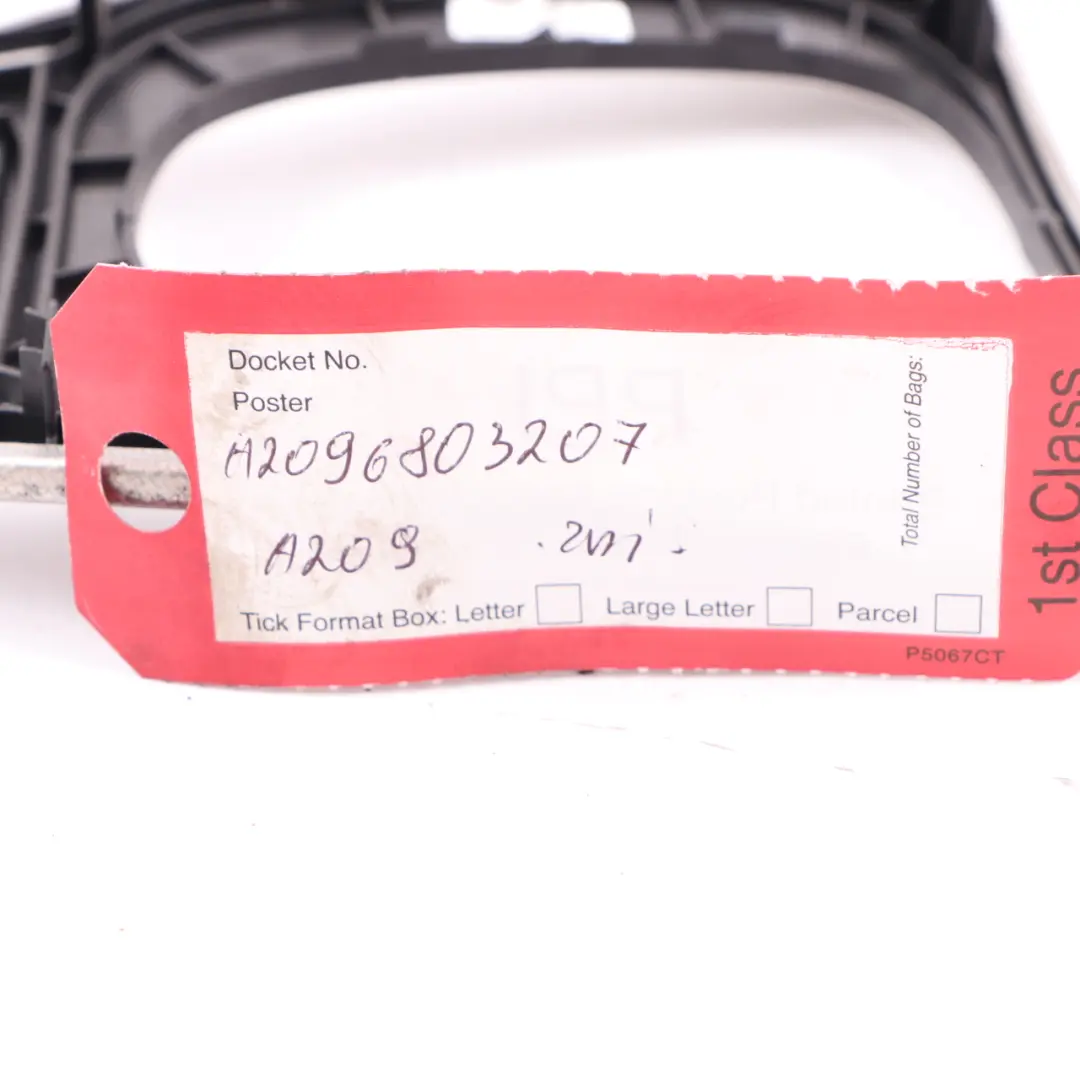 Docket No.
Poster
A2096803207
A209
Tick Format Box: Letter Large Letter Parcel
Total Number of Bags:
P5067CT
1st Class